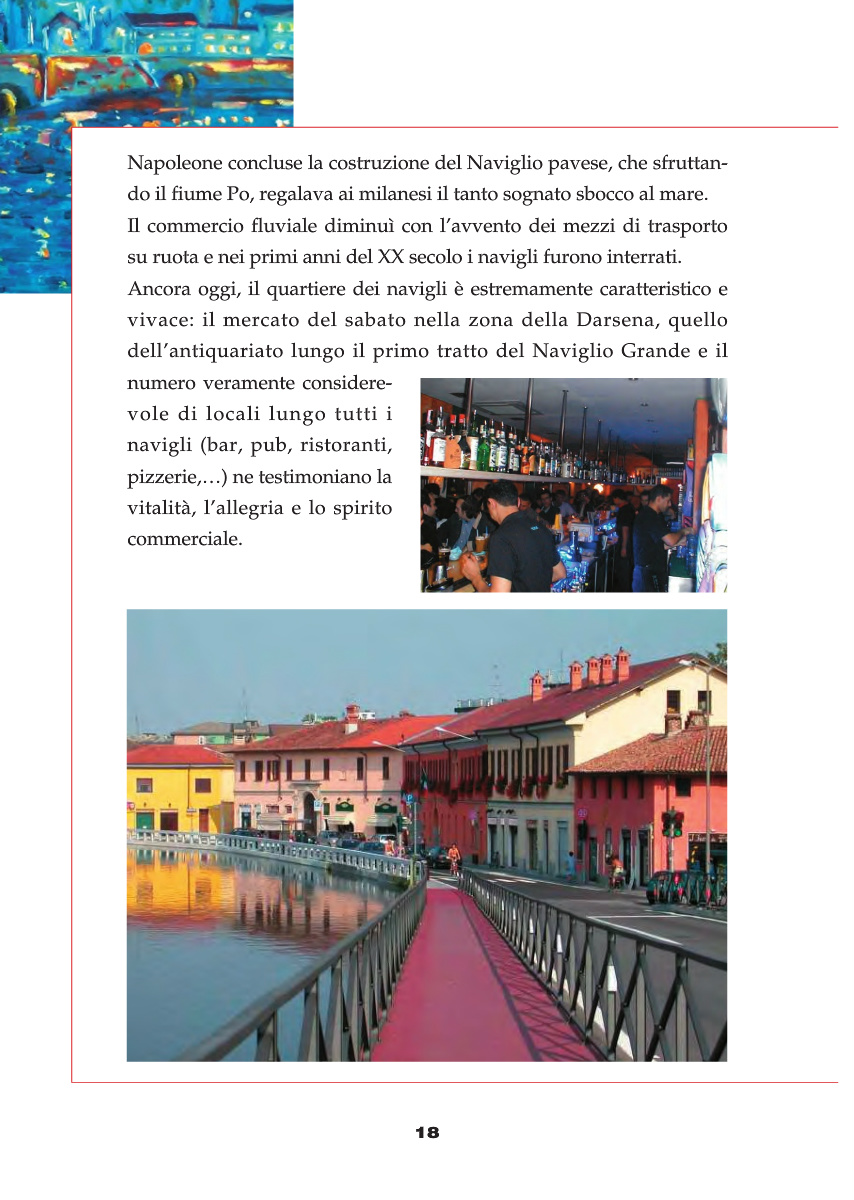 Napoleone concluse la costruzione del Naviglio pavese, che sfruttan-
do il fiume Po, regalava ai milanesi il tanto sognato sbocco al mare.
Il commercio fluviale diminuì con l'avvento dei mezzi di trasporto
su ruota e nei primi anni del XX secolo i navigli furono interrati.
Ancora oggi, il quartiere dei navigli è estremamente caratteristico e
vivace: il mercato del sabato nella zona della Darsena, quello
dell'antiquariato lungo il primo tratto del Naviglio Grande e il
numero veramente considere-
vole di locali lungo tutti i
navigli (bar, pub, ristoranti,
pizzerie,…) ne testimoniano la
vitalità, l'allegria e lo spirito
commerciale.
18